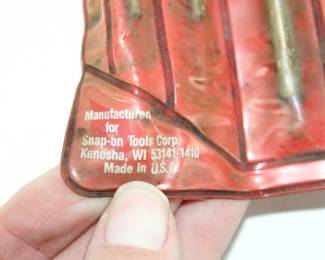 Manufactured
for
Snap-on Tools Corp.
Kenosha, WI 53141-1410
Made in U.S.A.